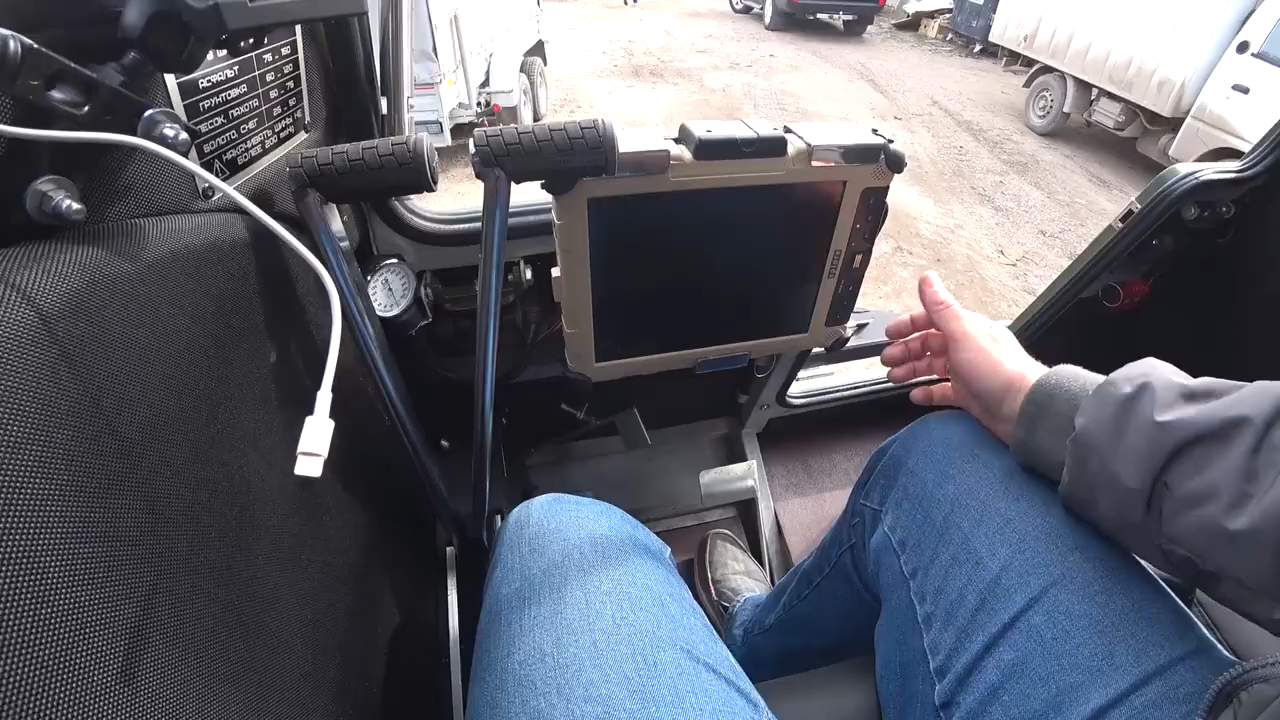 АСФАЛЬТ 75 - 150
ГРУНТОВКА 60 - 120
ПЕСОК, ПАХОТА 50 - 75
БОЛОТО, СНЕГ 25 - 50
НАКАЧИВАТЬ ШИНЫ НЕ
БОЛЕЕ 200 mmHg